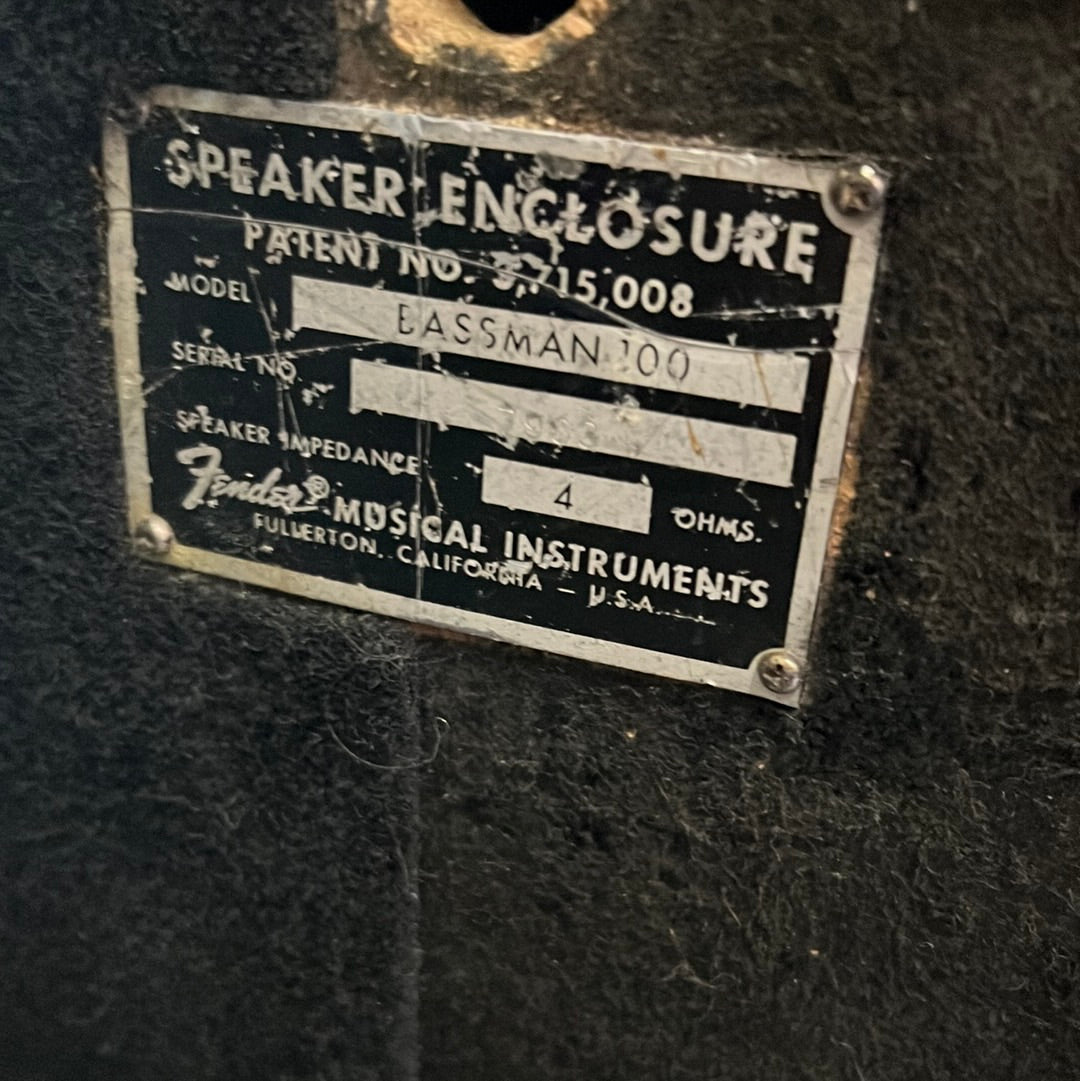 SPEAKER ENCLOSURE
PATENT NO. 3,715,008
MODEL BASSMAN 100
SERIAL NO.
SPEAKER IMPEDANCE 4 OHMS.
Fender® MUSICAL INSTRUMENTS
FULLERTON, CALIFORNIA – U.S.A.